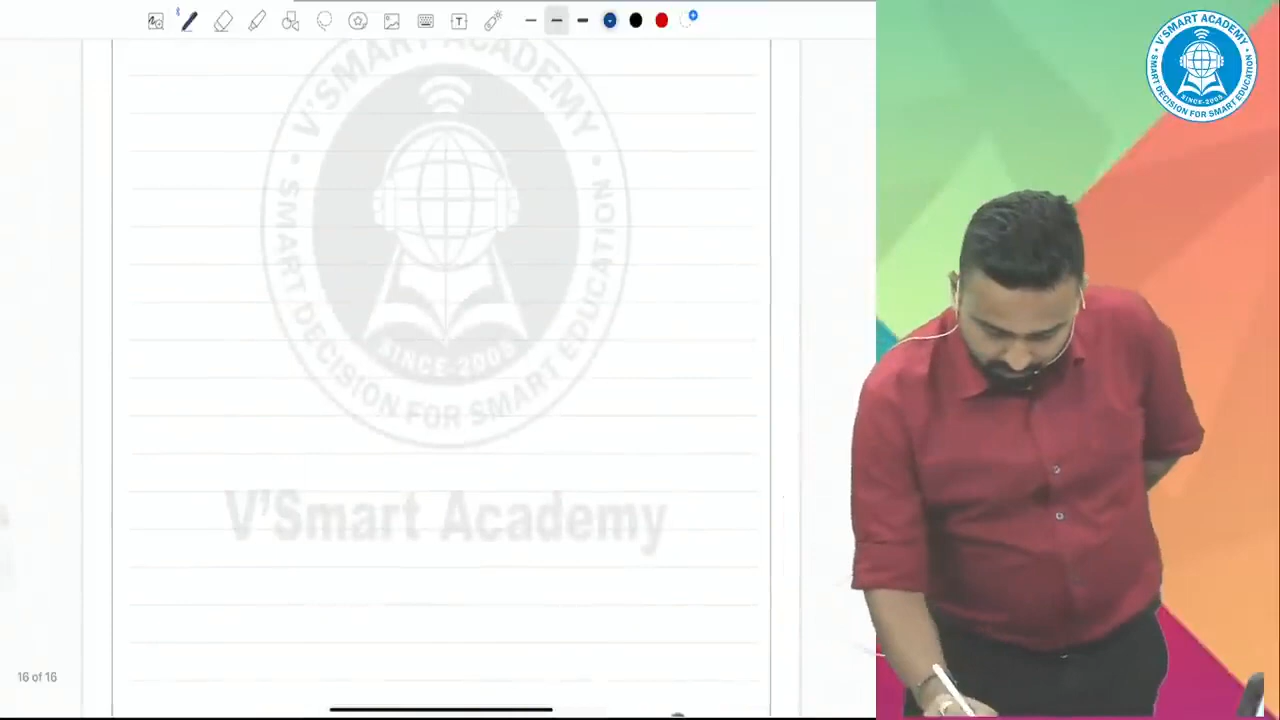 V'SMART ACADEMY
SMART DECISION FOR SMART EDUCATION
SINCE-2005
V'Smart Academy
16 of 16
T
V'SMART ACADEMY
SMART DECISION FOR SMART EDUCATION
SINCE-2005